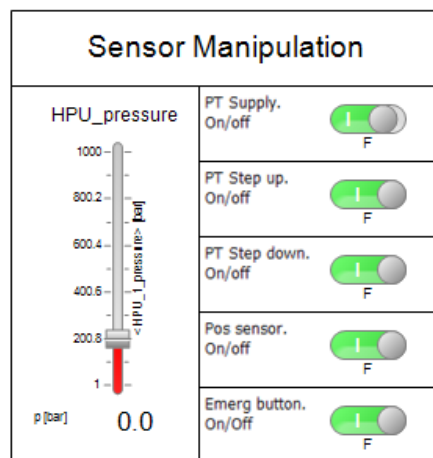 Sensor Manipulation
HPU_pressure
1000
800.2
600.4
400.6
200.8
1
<HPU_1_pressure> [bar]
p [bar]
0.0
PT Supply.
On/off
I
F
PT Step up.
On/off
I
F
PT Step down.
On/off
I
F
Pos sensor.
On/off
I
F
Emerg button.
On/Off
I
F